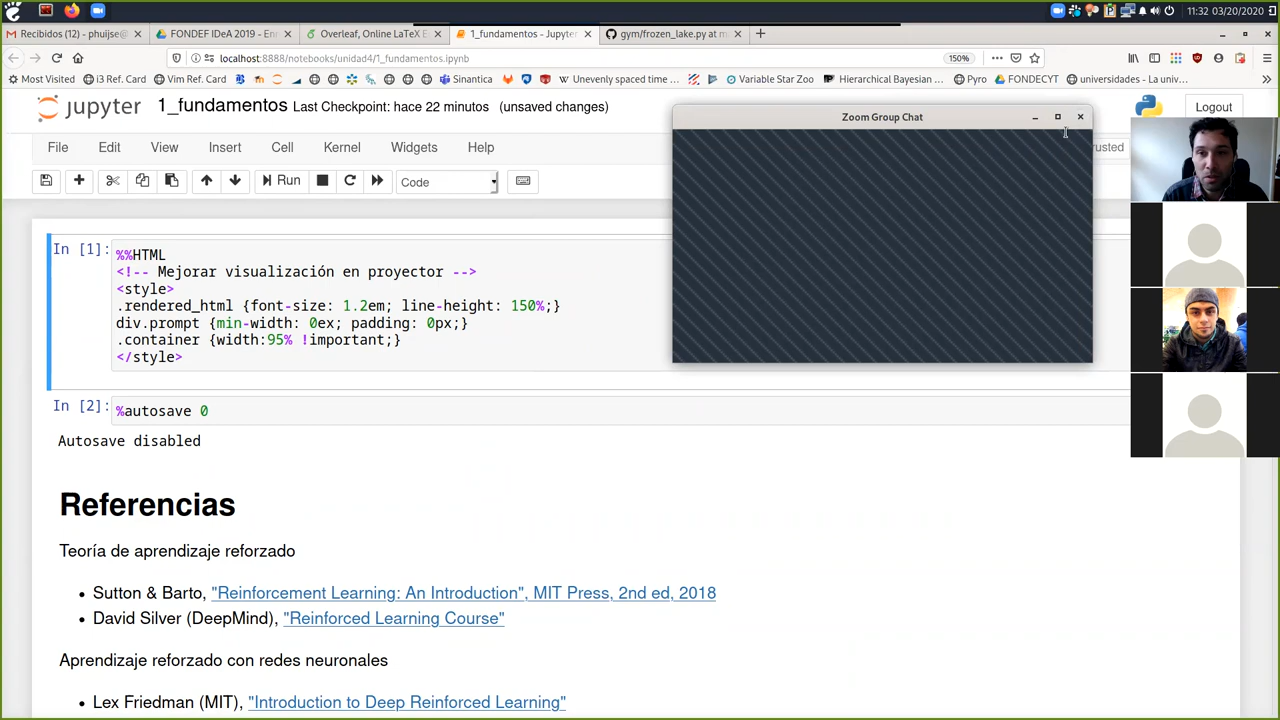 11:32 03/20/2020
Recibidos (12) - phuijse@
FONDEF IDeA 2019 - En
Overleaf, Online LaTeX E
1_fundamentos - Jupyter
gym/frozen_lake.py at m
localhost:8888/notebooks/unidad4/1_fundamentos.ipynb
150%
Most Visited
i3 Ref. Card
Vim Ref. Card
Sinantica
Unevenly spaced time ...
Variable Star Zoo
Hierarchical Bayesian ...
Pyro
FONDECYT
universidades - La univ...
jupyter
1_fundamentos
Last Checkpoint: hace 22 minutos
(unsaved changes)
Logout
Zoom Group Chat
File
Edit
View
Insert
Cell
Kernel
Widgets
Help
rusted
Run
Code
In [1]:
%%HTML
<!-- Mejorar visualización en proyector -->
<style>
.rendered_html {font-size: 1.2em; line-height: 150%;}
div.prompt {min-width: 0ex; padding: 0px;}
.container {width:95% !important;}
</style>
In [2]:
%autosave 0
Autosave disabled
Referencias
Teoría de aprendizaje reforzado
• Sutton & Barto, "Reinforcement Learning: An Introduction", MIT Press, 2nd ed, 2018
• David Silver (DeepMind), "Reinforced Learning Course"
Aprendizaje reforzado con redes neuronales
• Lex Friedman (MIT), "Introduction to Deep Reinforced Learning"